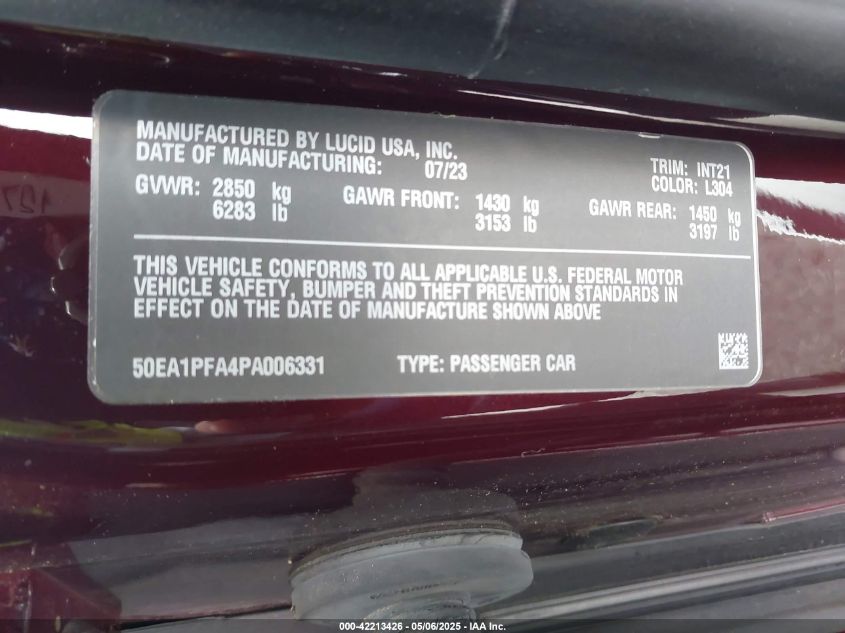 MANUFACTURED BY LUCID USA, INC.
DATE OF MANUFACTURING: 07/23
TRIM: INT21
COLOR: L304
GVWR: 2850 kg
6283 lb
GAWR FRONT: 1430 kg
3153 lb
GAWR REAR: 1450 kg
3197 lb
THIS VEHICLE CONFORMS TO ALL APPLICABLE U.S. FEDERAL MOTOR
VEHICLE SAFETY, BUMPER AND THEFT PREVENTION STANDARDS IN
EFFECT ON THE DATE OF MANUFACTURE SHOWN ABOVE
50EA1PFA4PA006331
TYPE: PASSENGER CAR
000-42213426 - 05/06/2025 - IAA Inc.